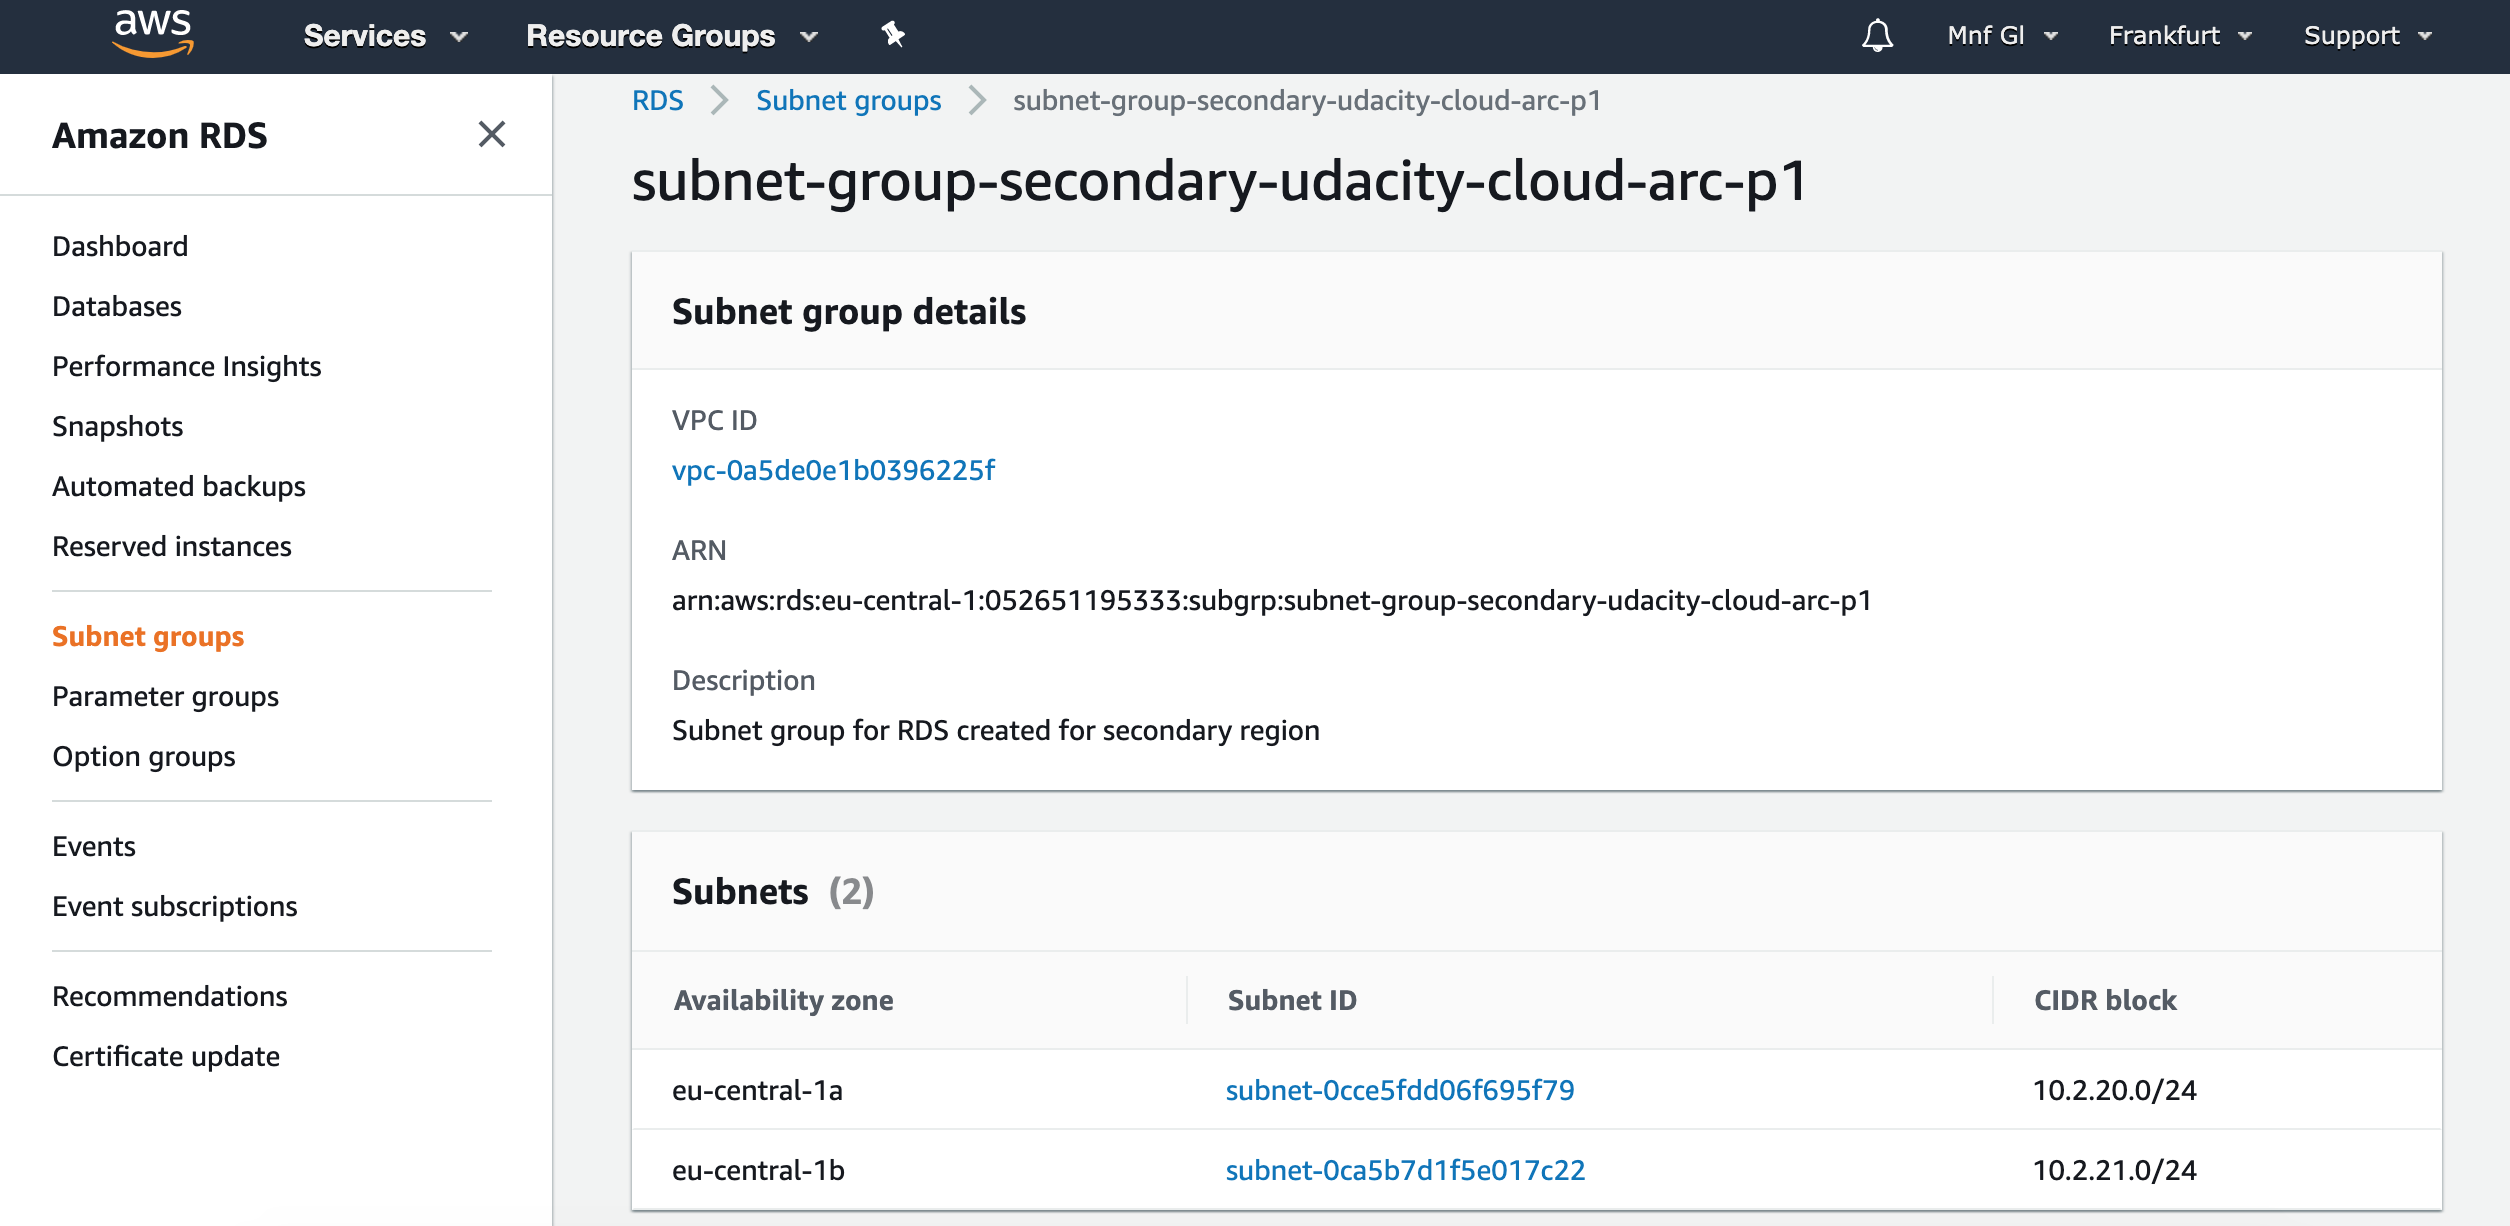 aws Services Resource Groups Mnf Gl Frankfurt Support
Amazon RDS
Dashboard
Databases
Performance Insights
Snapshots
Automated backups
Reserved instances
Subnet groups
Parameter groups
Option groups
Events
Event subscriptions
Recommendations
Certificate update
RDS Subnet groups subnet-group-secondary-udacity-cloud-arc-p1
subnet-group-secondary-udacity-cloud-arc-p1
Subnet group details
VPC ID
vpc-0a5de0e1b0396225f
ARN
arn:aws:rds:eu-central-1:052651195333:subgrp:subnet-group-secondary-udacity-cloud-arc-p1
Description
Subnet group for RDS created for secondary region
Subnets (2)
Availability zone Subnet ID CIDR block
eu-central-1a subnet-0cce5fdd06f695f79 10.2.20.0/24
eu-central-1b subnet-0ca5b7d1f5e017c22 10.2.21.0/24